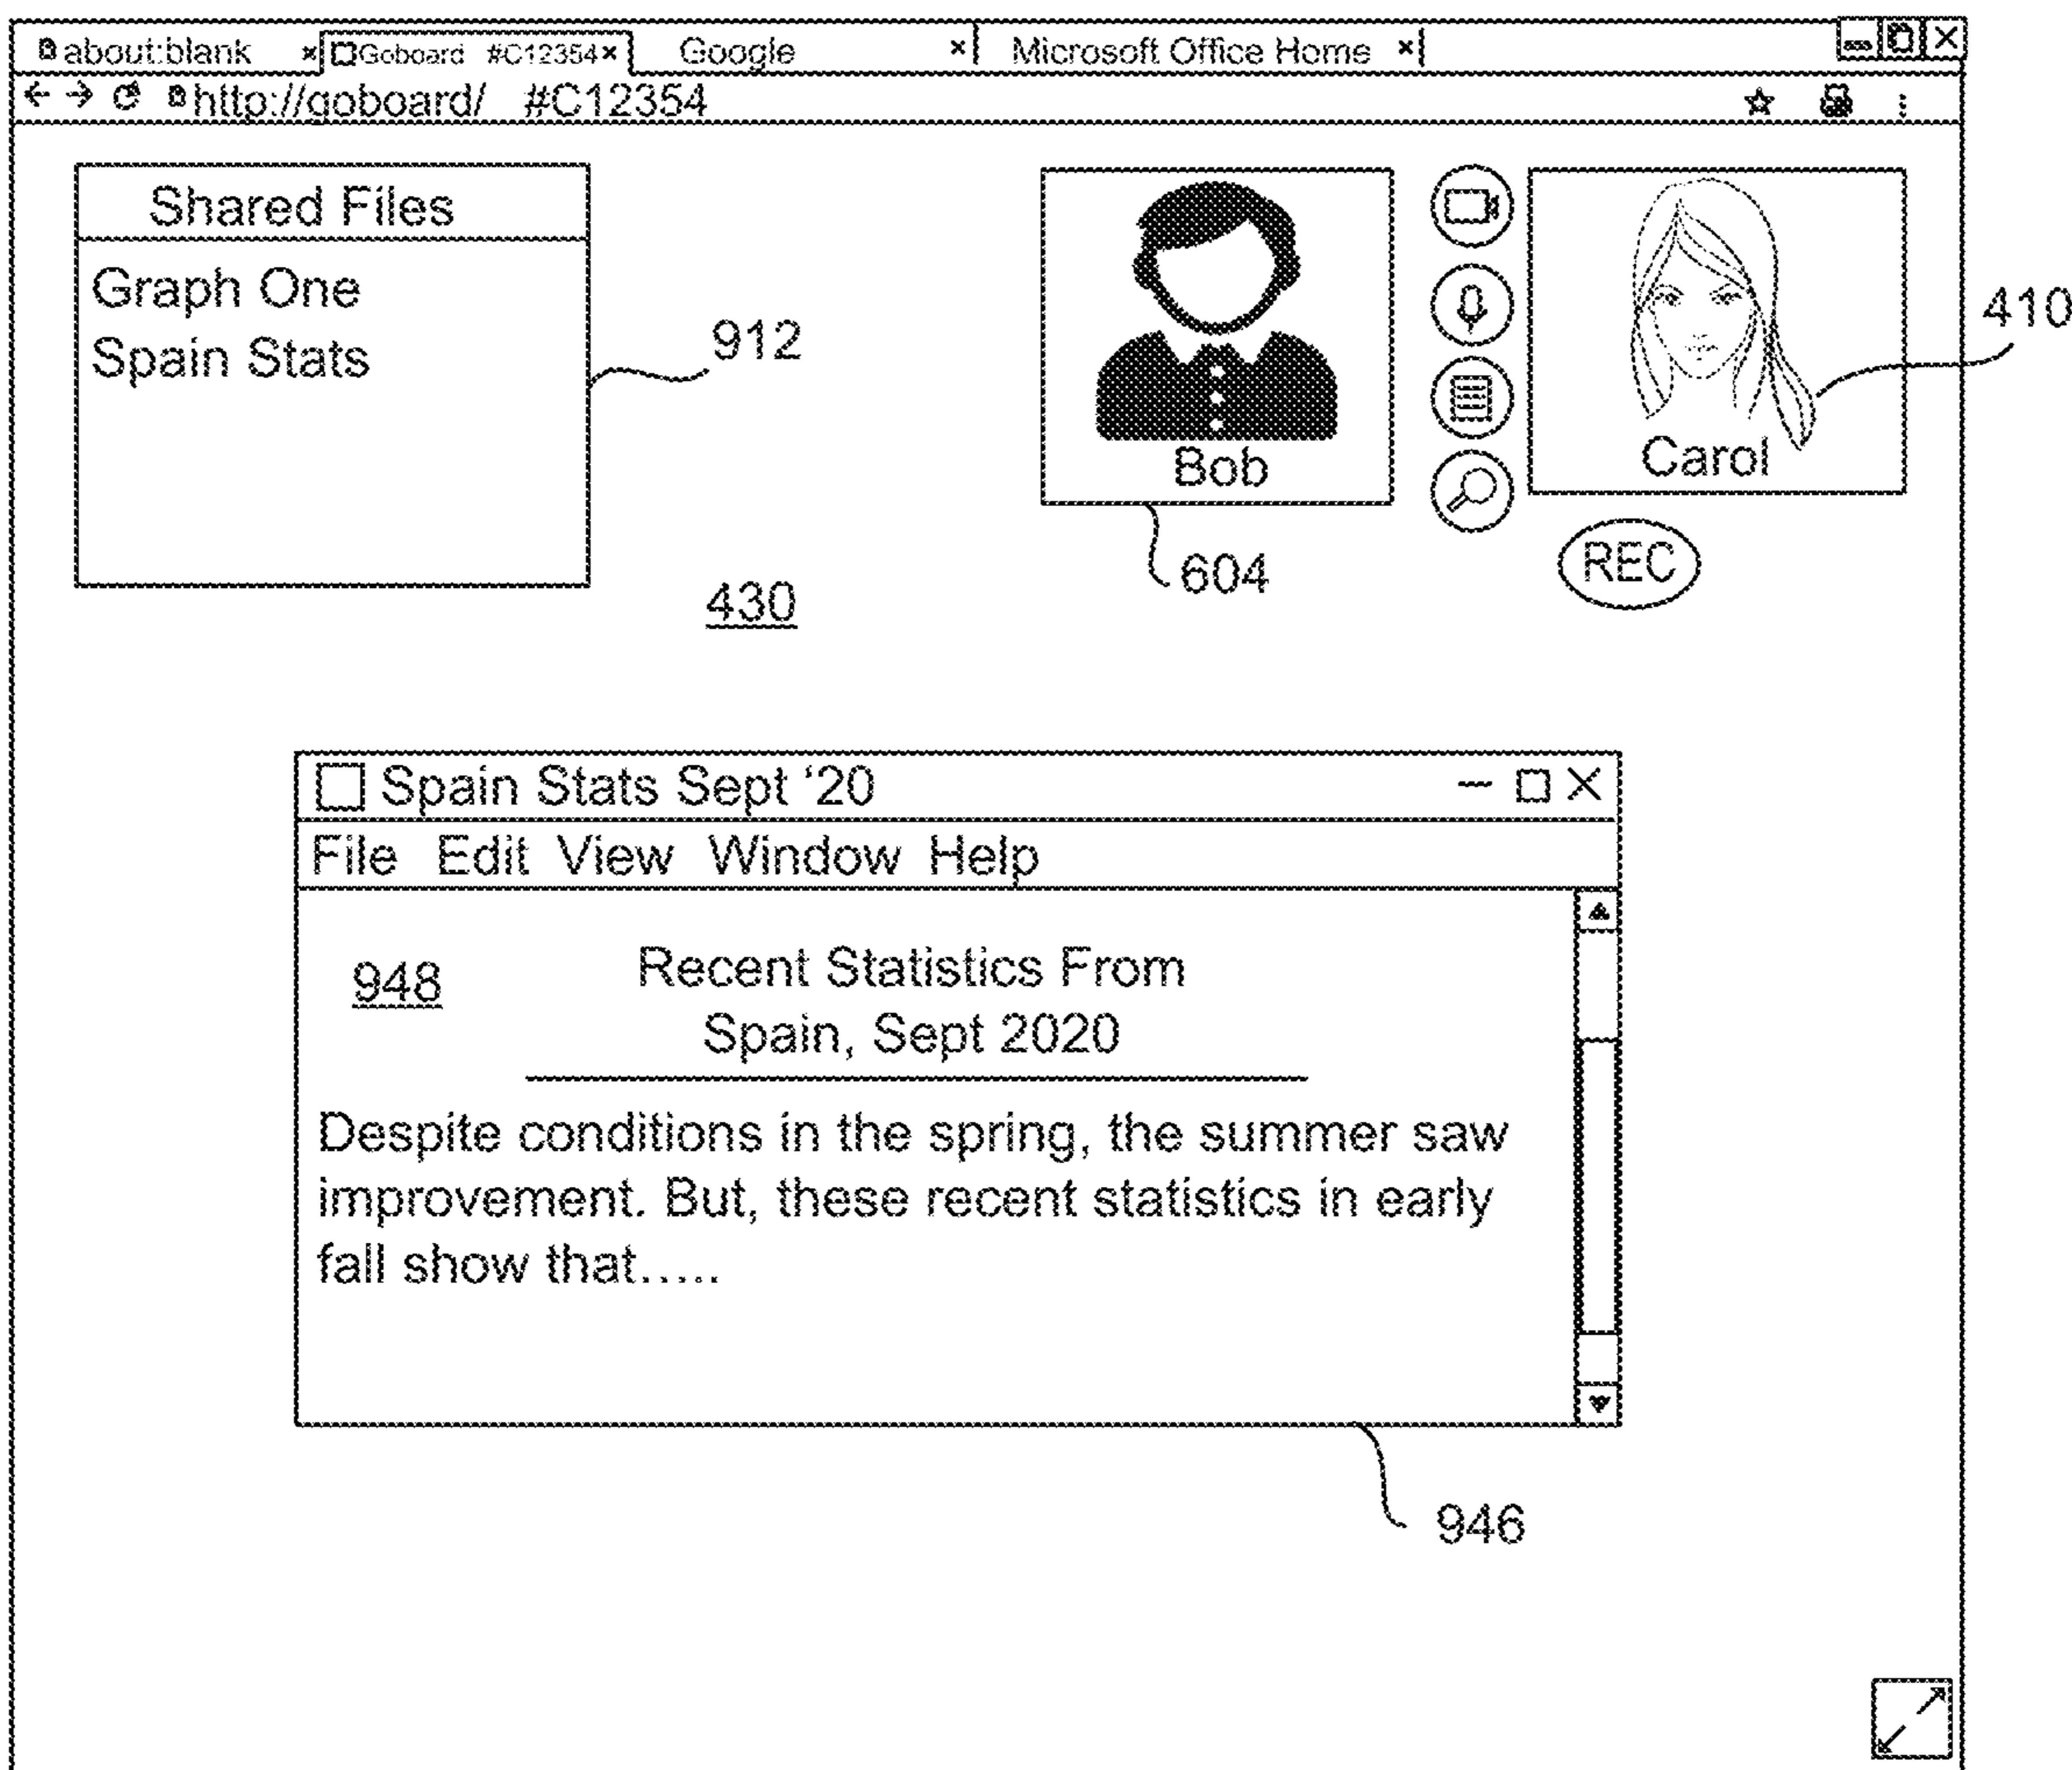 about:blank × Goboard #C12354× Google × Microsoft Office Home ×
http://goboard/ #C12354
Shared Files
Graph One
Spain Stats
912
Bob
604
Carol
410
REC
430
Spain Stats Sept ‘20
File Edit View Window Help
948
Recent Statistics From
Spain, Sept 2020
Despite conditions in the spring, the summer saw
improvement. But, these recent statistics in early
fall show that.....
946